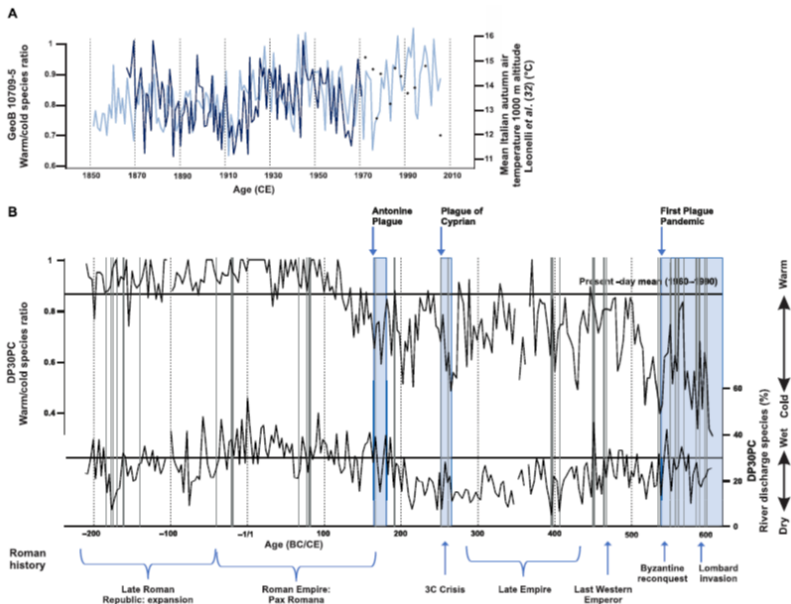 A
GeoB 10709-5
Warm/cold species ratio
1
0.9
0.8
0.7
0.6
16
15
14
13
12
11
Mean Italian autumn air
temperature 1000 m altitude
Leonelli et al. (32) (°C)
1850
1870
1890
1910
1930
1950
1970
1990
2010
Age (CE)
B
Antonine
Plague
Plague of
Cyprian
First Plague
Pandemic
Present-day mean (1960–1990)
DP30PC
Warm/cold species ratio
1
0.8
0.6
0.4
60
40
20
0
DP30PC
River discharge species (%)
Warm
Cold
Wet
Dry
–200
–100
–1/1
100
200
300
400
500
600
Age (BC/CE)
Roman
history
Late Roman
Republic: expansion
Roman Empire:
Pax Romana
3C Crisis
Late Empire
Last Western
Emperor
Byzantine
reconquest
Lombard
invasion